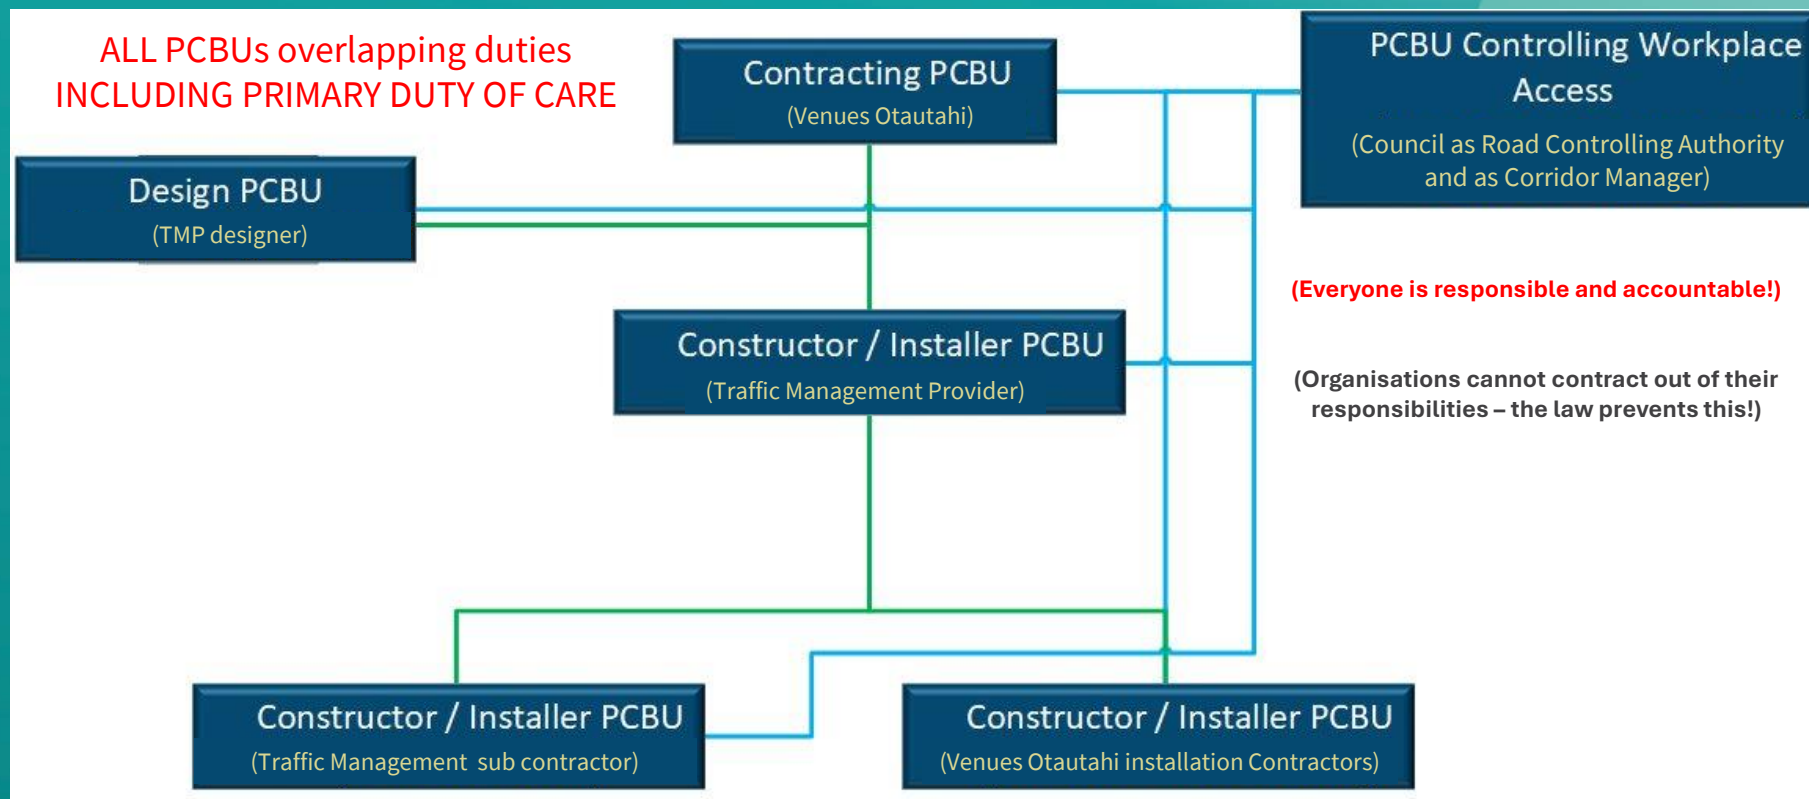 ALL PCBUs overlapping duties
INCLUDING PRIMARY DUTY OF CARE
Contracting PCBU
(Venues Otautahi)
PCBU Controlling Workplace
Access
(Council as Road Controlling Authority
and as Corridor Manager)
Design PCBU
(TMP designer)
(Everyone is responsible and accountable!)
Constructor / Installer PCBU
(Traffic Management Provider)
(Organisations cannot contract out of their
responsibilities – the law prevents this!)
Constructor / Installer PCBU
(Traffic Management sub contractor)
Constructor / Installer PCBU
(Venues Otautahi installation Contractors)